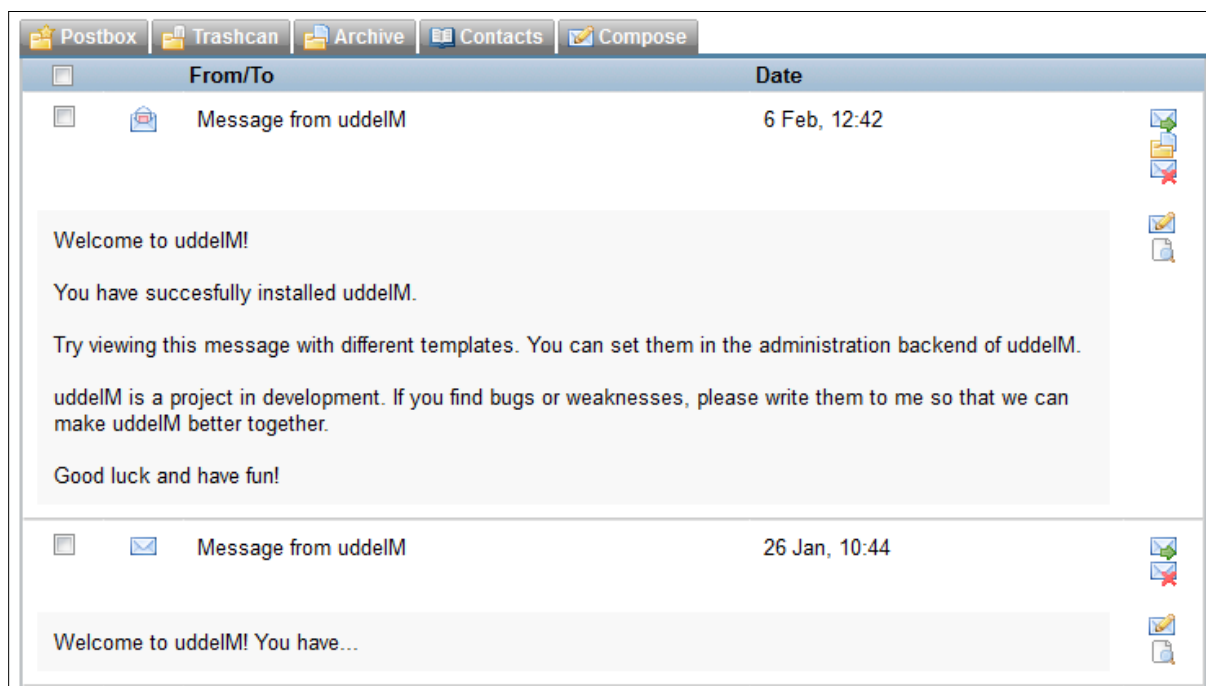 Postbox Trashcan Archive Contacts Compose
From/To Date
Message from uddeIM 6 Feb, 12:42
Welcome to uddeIM!
You have succesfully installed uddeIM.
Try viewing this message with different templates. You can set them in the administration backend of uddeIM.
uddeIM is a project in development. If you find bugs or weaknesses, please write them to me so that we can
make uddeIM better together.
Good luck and have fun!
Message from uddeIM 26 Jan, 10:44
Welcome to uddeIM! You have...